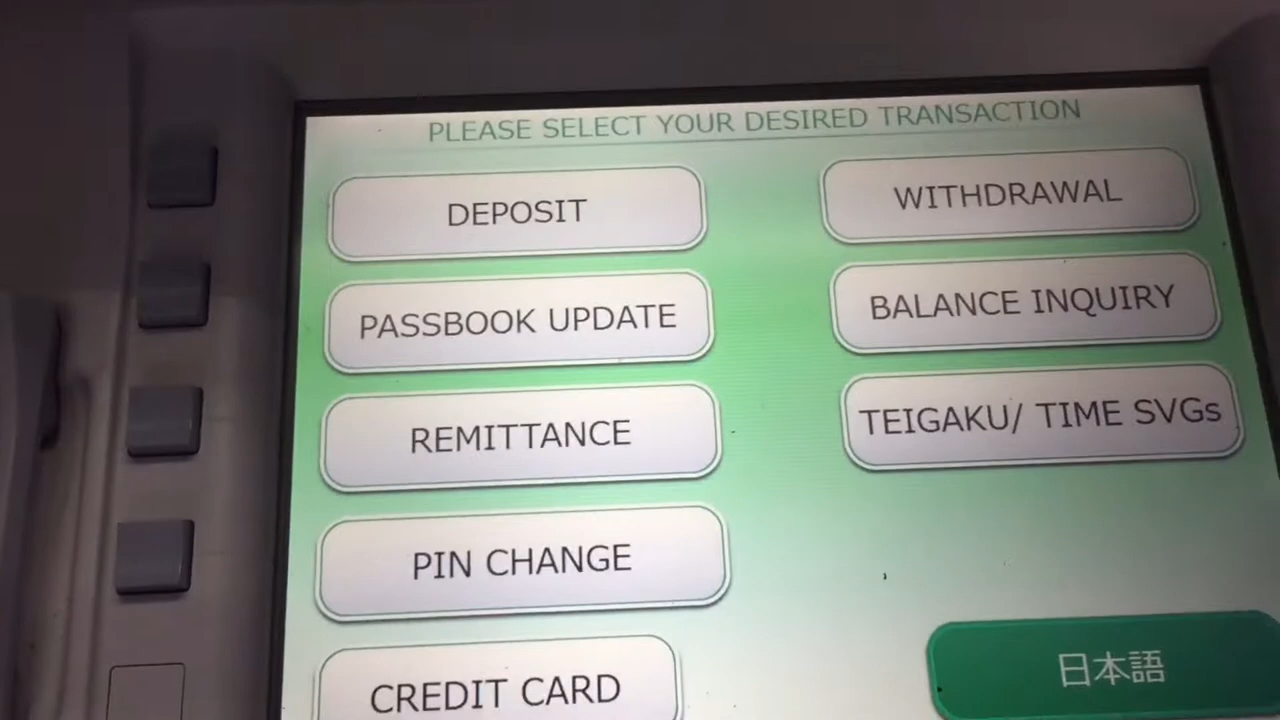 PLEASE SELECT YOUR DESIRED TRANSACTION
DEPOSIT
WITHDRAWAL
PASSBOOK UPDATE
BALANCE INQUIRY
REMITTANCE
TEIGAKU/ TIME SVGs
PIN CHANGE
CREDIT CARD
日本語